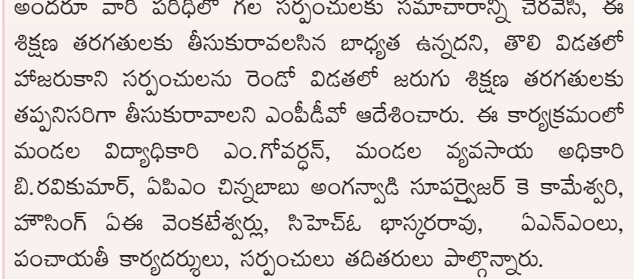 అందరూ వారి పరిధిలో గల సర్పంచులకు సమాచారాన్ని చేరవేసి, ఈ
శిక్షణ తరగతులకు తీసుకురావలసిన బాధ్యత ఉన్నదని, తొలి విడతలో
హాజరుకాని సర్పంచులను రెండో విడతలో జరుగు శిక్షణ తరగతులకు
తప్పనిసరిగా తీసుకురావాలని ఎంపీడీవో ఆదేశించారు. ఈ కార్యక్రమంలో
మండల విద్యాధికారి ఎం.గోవర్ధన్, మండల వ్యవసాయ అధికారి
బి.రవికుమార్, ఏపిఎం చిన్నబాబు అంగన్వాడి సూపర్వైజర్ కె కామేశ్వరి,
హౌసింగ్ ఏఈ వెంకటేశ్వర్లు, సిహెచ్ఓ భాస్కరరావు, ఏఎన్ఎంలు,
పంచాయతీ కార్యదర్శులు, సర్పంచులు తదితరులు పాల్గొన్నారు.